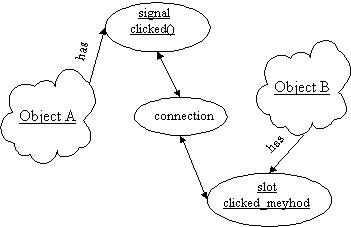 signal
clicked()
has
Object A
Object B
connection
has
slot
clicked_meyhod